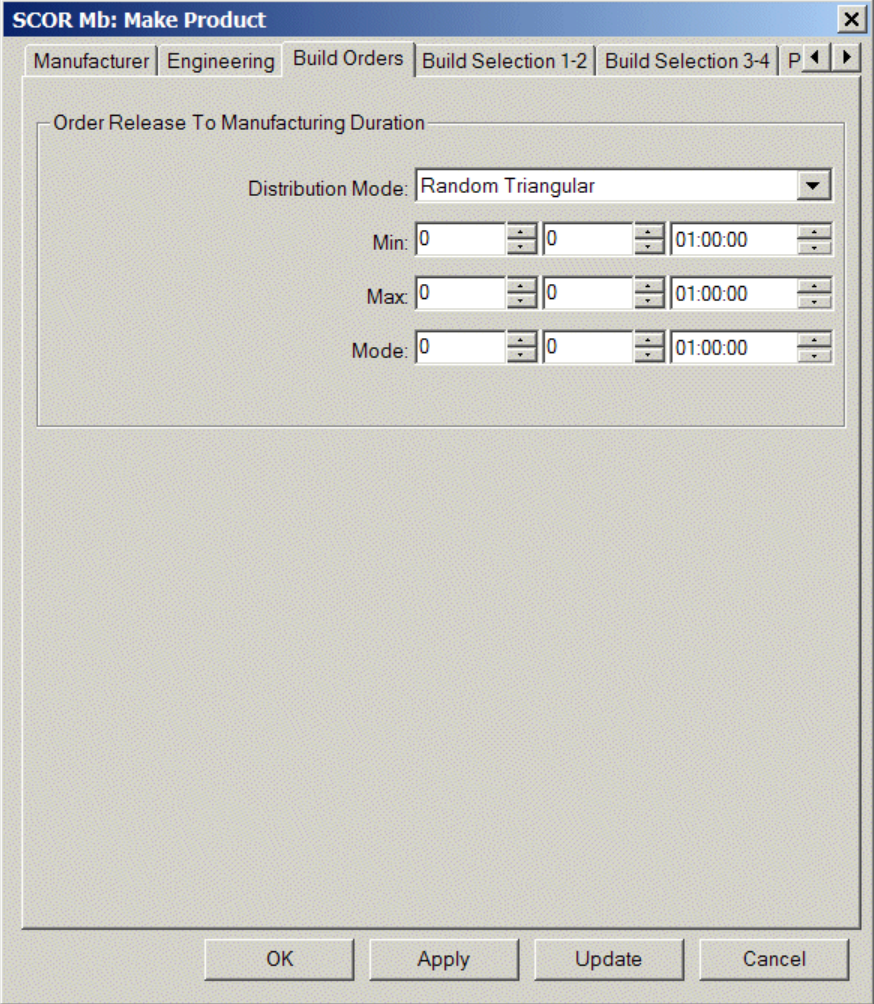 SCOR Mb: Make Product
Manufacturer Engineering Build Orders Build Selection 1-2 Build Selection 3-4 P
Order Release To Manufacturing Duration
Distribution Mode: Random Triangular
Min: 0 0 01:00:00
Max: 0 0 01:00:00
Mode: 0 0 01:00:00
OK Apply Update Cancel